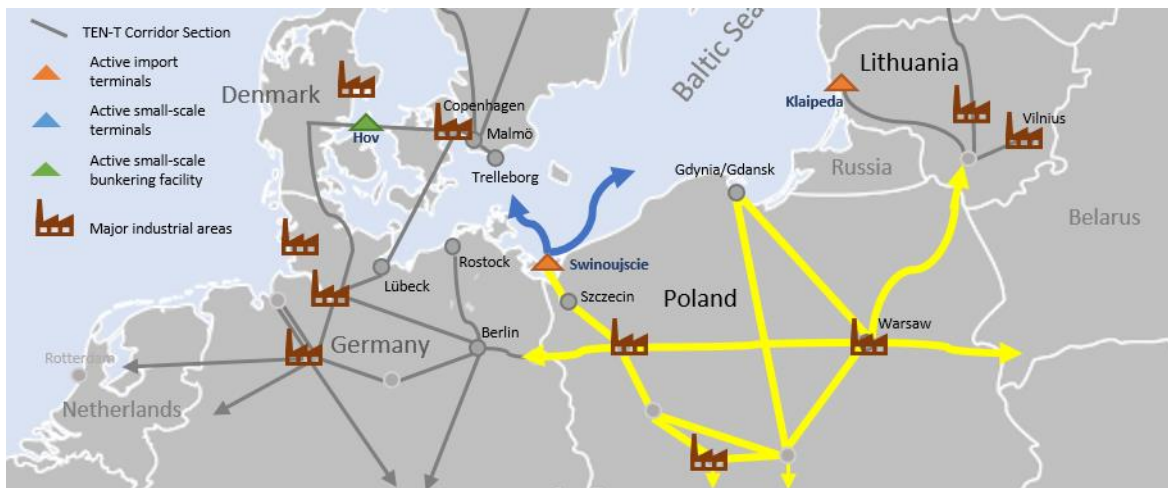 TEN-T Corridor Section
Active import
terminals
Active small-scale
terminals
Active small-scale
bunkering facility
Major industrial areas
Denmark
Copenhagen
Hov
Malmö
Trelleborg
Baltic Sea
Lithuania
Klaipeda
Vilnius
Russia
Belarus
Gdynia/Gdansk
Rostock
Swinoujscie
Lübeck
Szczecin
Poland
Berlin
Warsaw
Germany
Rotterdam
Netherlands